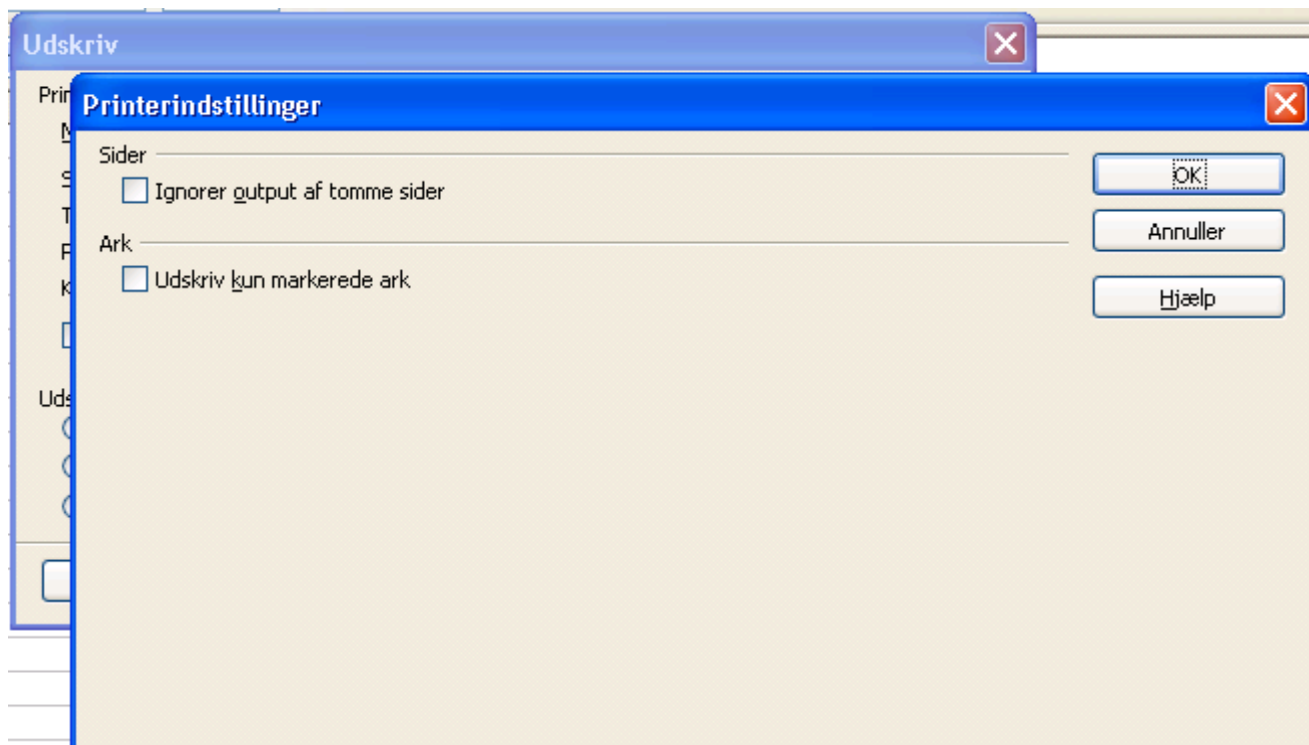 Udskriv
Printerindstillinger
Sider
Ignorer output af tomme sider
Ark
Udskriv kun markerede ark
OK
Annuller
Hjælp